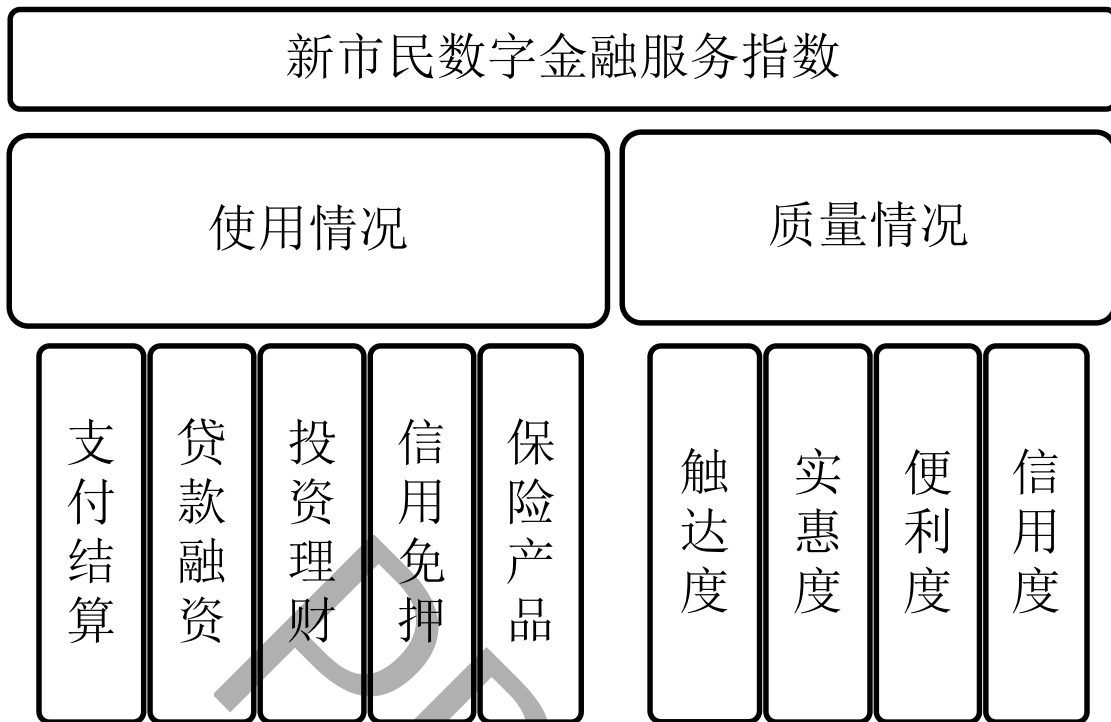 新市民数字金融服务指数
使用情况
质量情况
支付结算
贷款融资
投资理财
信用免押
保险产品
触达度
实惠度
便利度
信用度